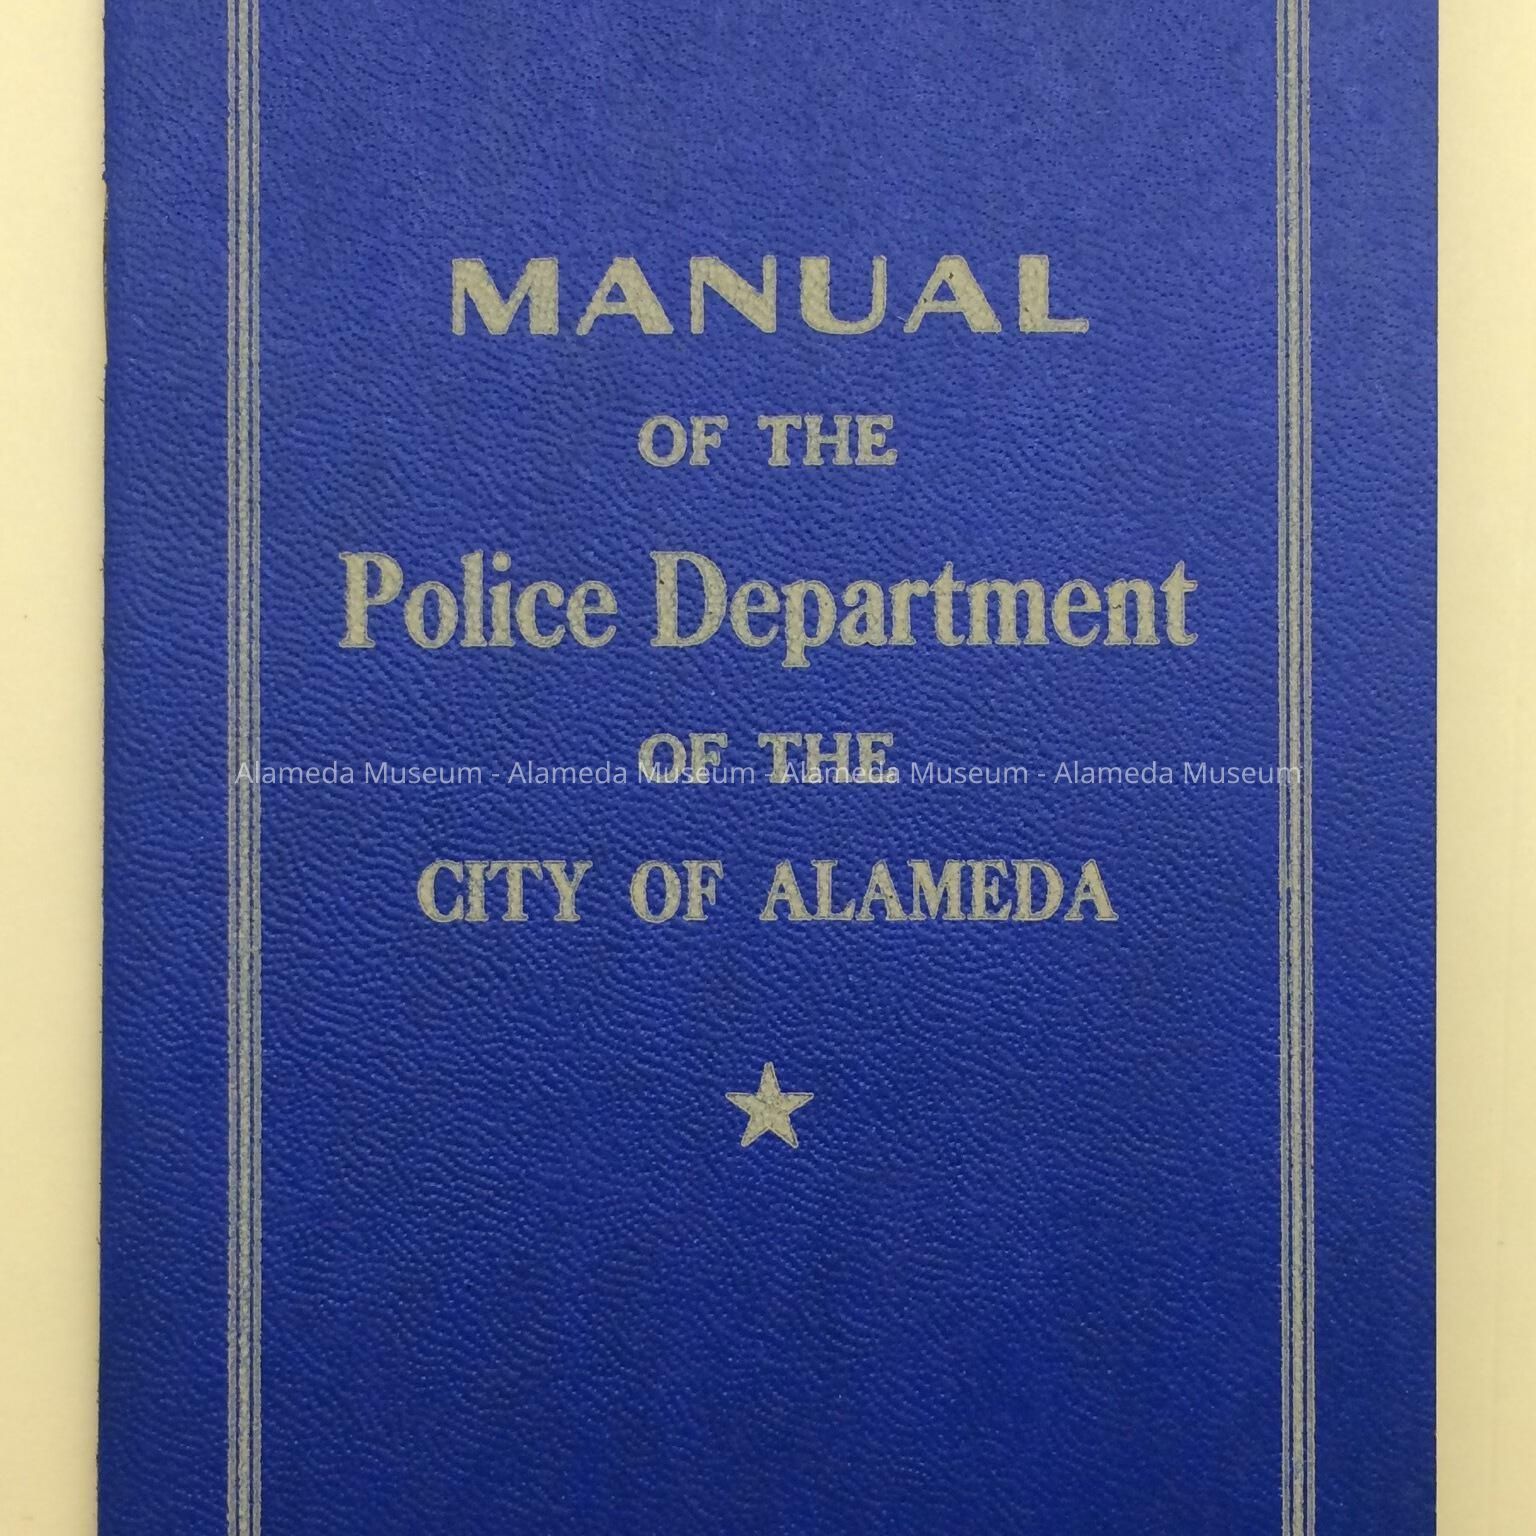 MANUAL
OF THE
Police Department
OF THE
Alameda Museum - Alameda Museum - Alameda Museum - Alameda Museum
CITY OF ALAMEDA